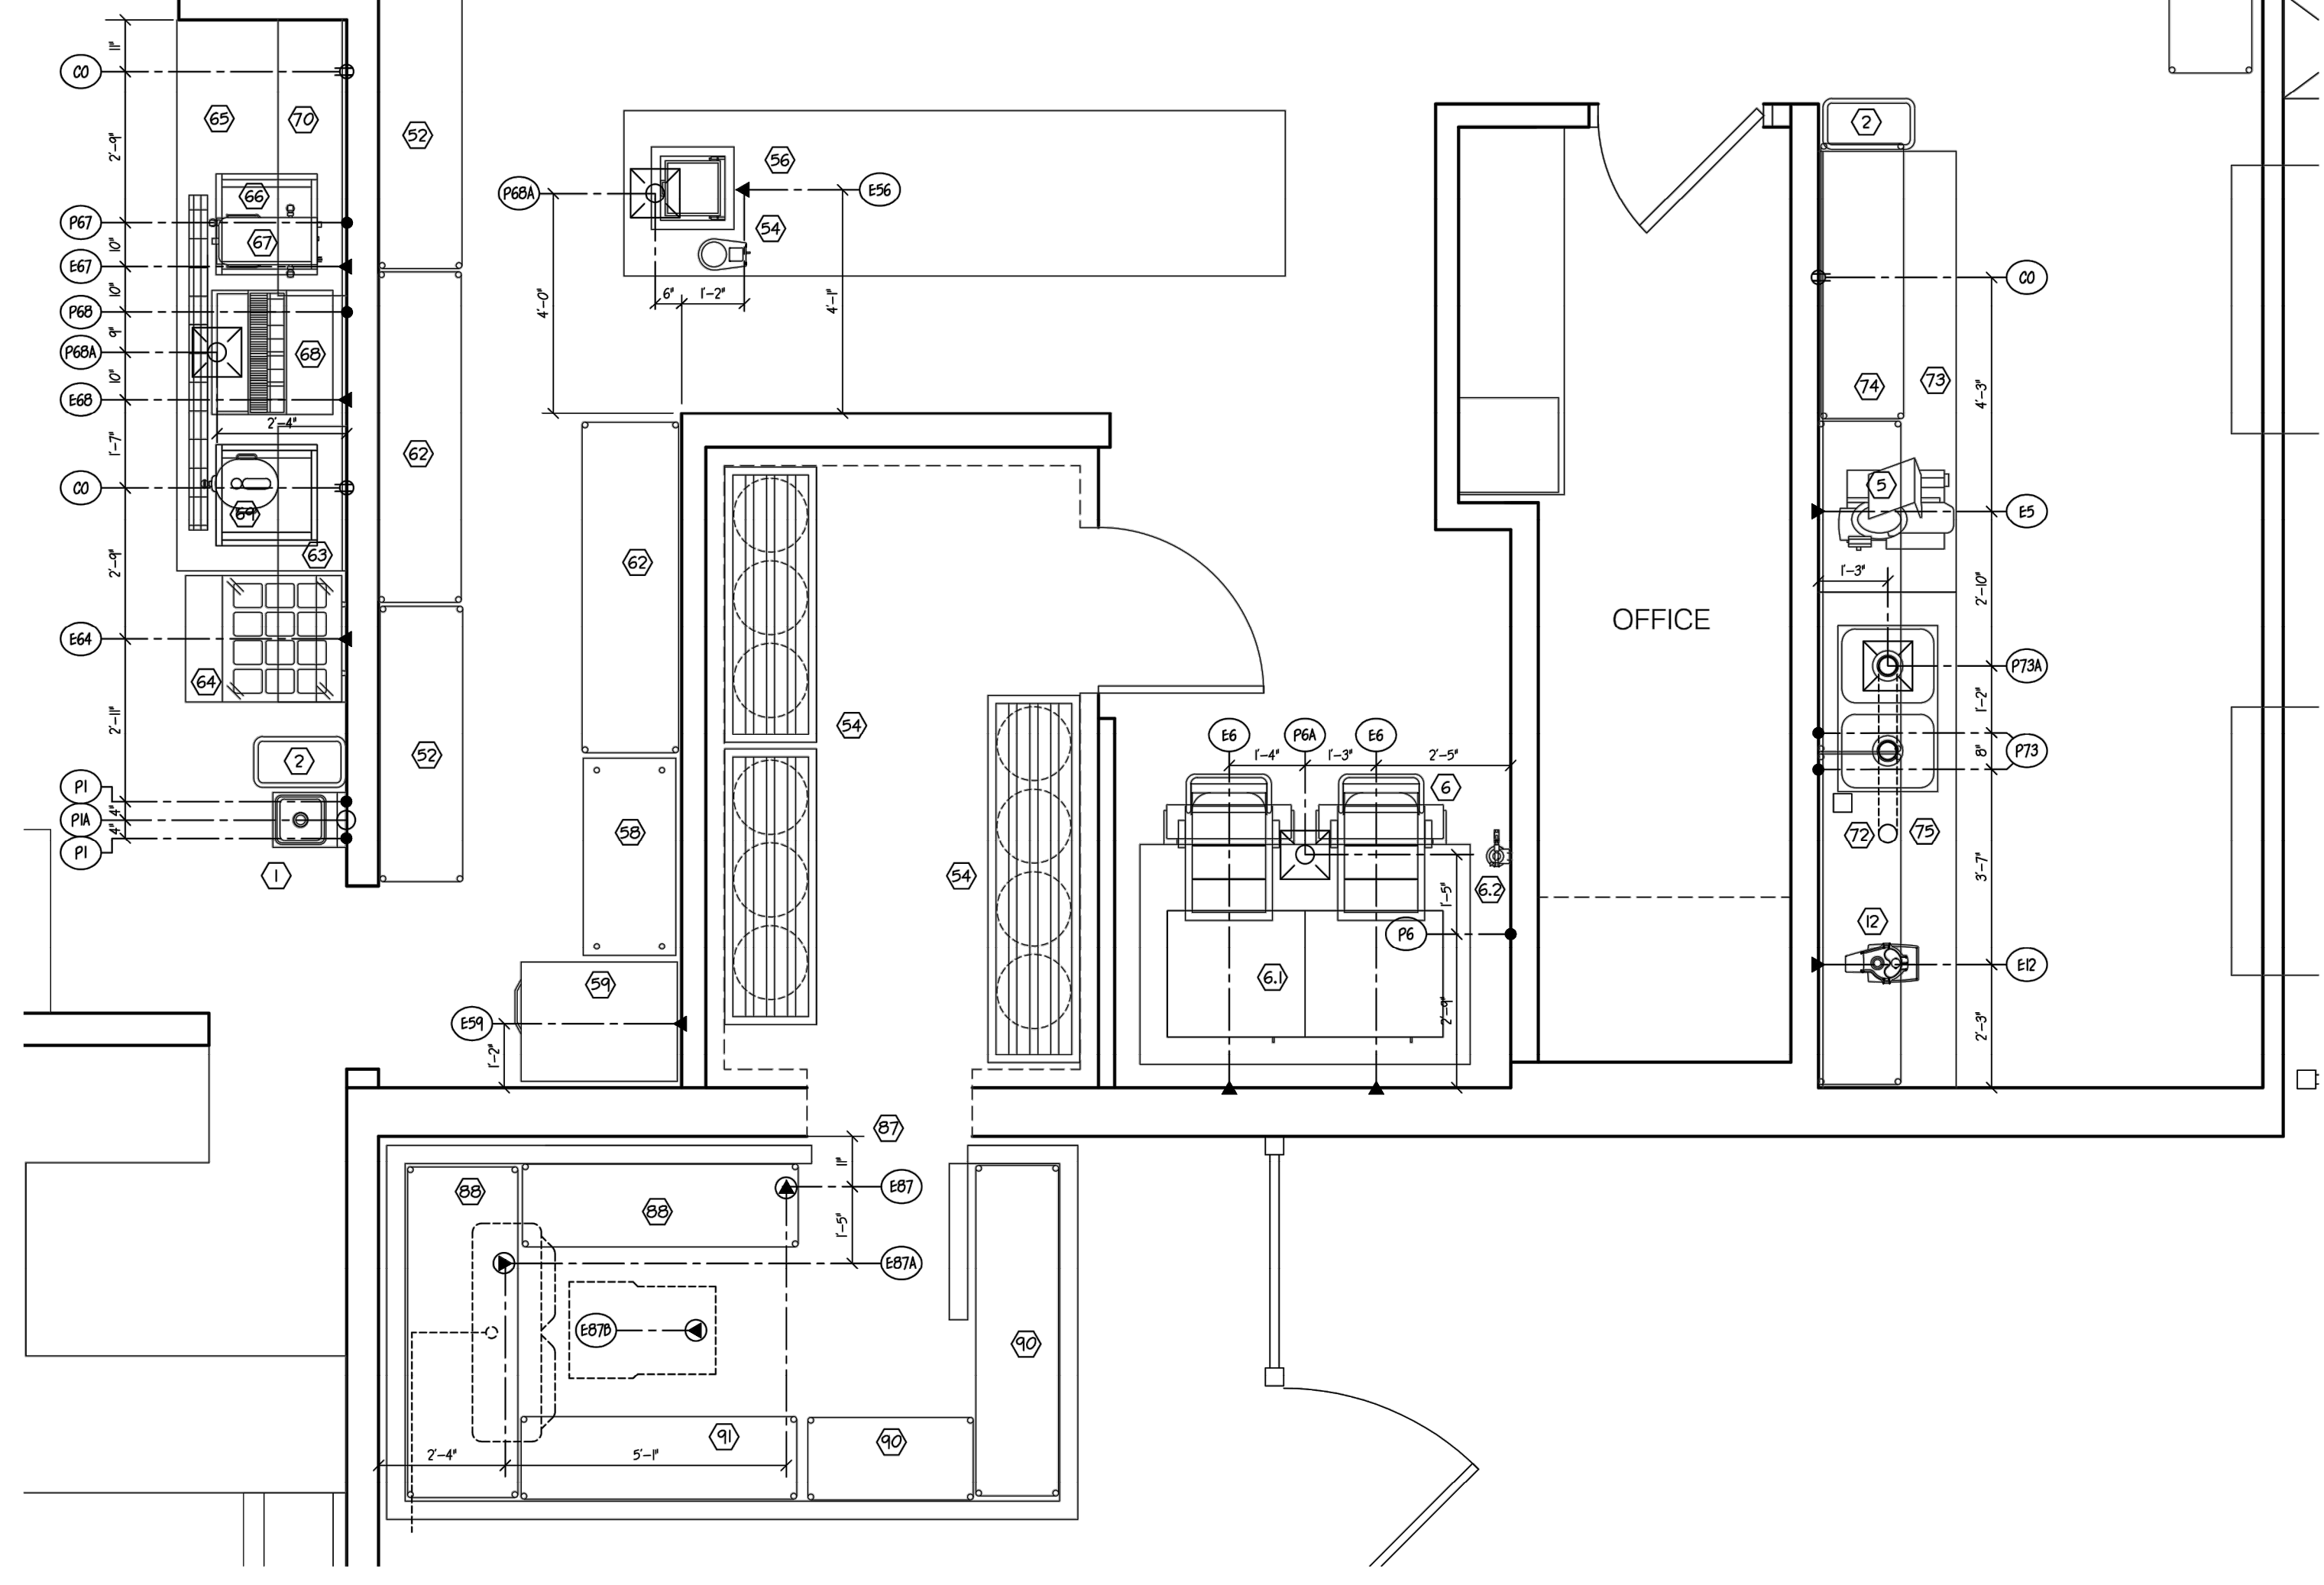 11"
CO
65
70
52
2'-9"
66
P67
67
10"
E67
10"
P68
9"
P68A
68
10"
E68
2'-4"
1'-7"
CO
69
63
62
2'-9"
E64
64
2'-11"
2
52
P1
4"
P1A
4"
P1
1
P68A
56
E56
54
6"
1'-2"
4'-0"
4'-1"
62
58
59
E59
1'-2"
54
54
E6
P6A
E6
1'-4"
1'-3"
2'-5"
6
6.2
1'-5"
P6
6.1
2'-9"
OFFICE
2
CO
74
73
4'-3"
5
E5
1'-3"
2'-10"
P73A
1'-2"
P73
8"
72
75
3'-7"
12
E12
2'-3"
87
11"
E87
88
88
1'-5"
E87A
E87B
90
91
90
2'-4"
5'-1"